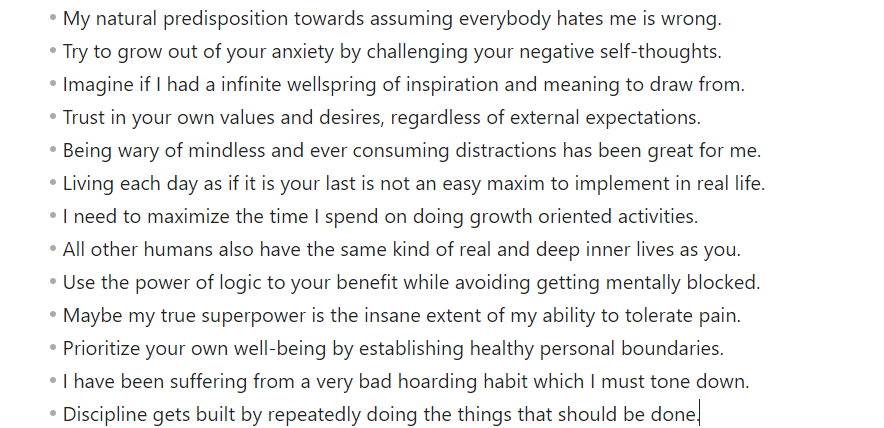 • My natural predisposition towards assuming everybody hates me is wrong.
• Try to grow out of your anxiety by challenging your negative self-thoughts.
• Imagine if I had a infinite wellspring of inspiration and meaning to draw from.
• Trust in your own values and desires, regardless of external expectations.
• Being wary of mindless and ever consuming distractions has been great for me.
• Living each day as if it is your last is not an easy maxim to implement in real life.
• I need to maximize the time I spend on doing growth oriented activities.
• All other humans also have the same kind of real and deep inner lives as you.
• Use the power of logic to your benefit while avoiding getting mentally blocked.
• Maybe my true superpower is the insane extent of my ability to tolerate pain.
• Prioritize your own well-being by establishing healthy personal boundaries.
• I have been suffering from a very bad hoarding habit which I must tone down.
• Discipline gets built by repeatedly doing the things that should be done.